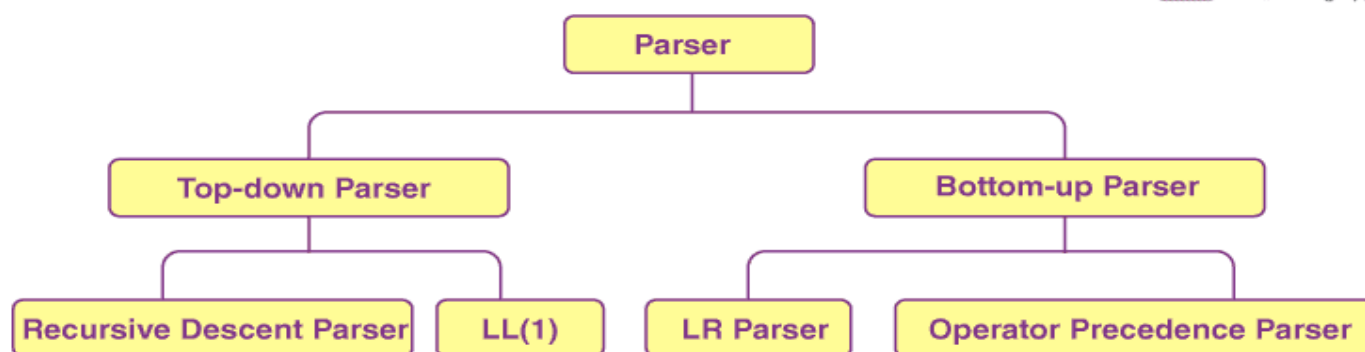 Parser
Top-down Parser
Bottom-up Parser
Recursive Descent Parser
LL(1)
LR Parser
Operator Precedence Parser